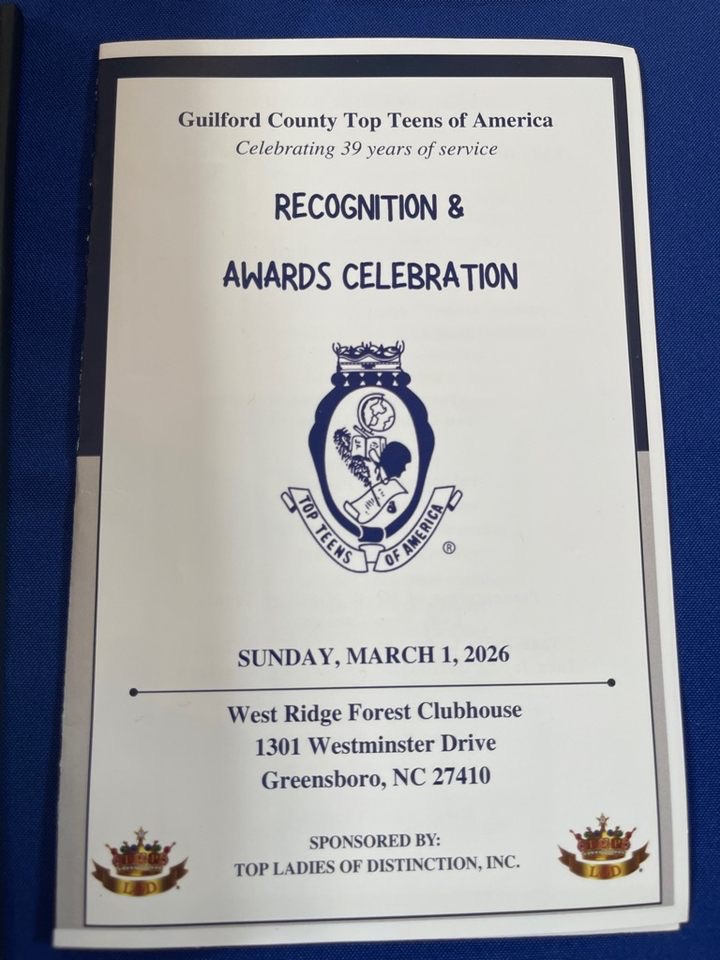 Guilford County Top Teens of America
Celebrating 39 years of service
RECOGNITION &
AWARDS CELEBRATION
TOP TEENS
OF AMERICA
®
SUNDAY, MARCH 1, 2026
West Ridge Forest Clubhouse
1301 Westminster Drive
Greensboro, NC 27410
SPONSORED BY:
TOP LADIES OF DISTINCTION, INC.